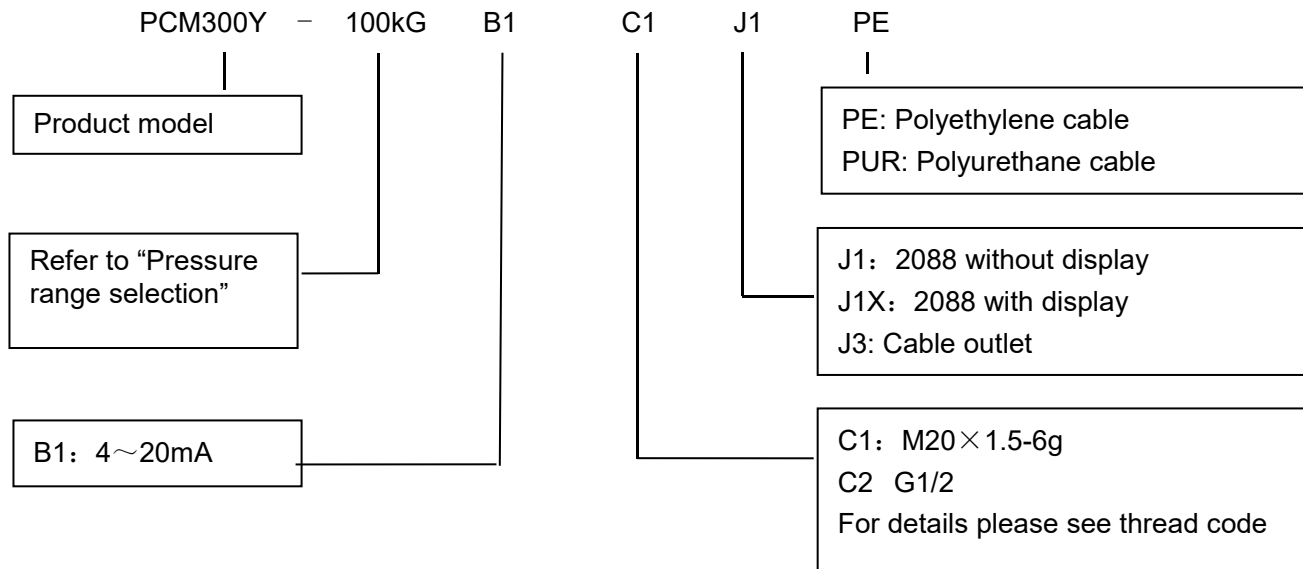 PCM300Y － 100kG B1 C1 J1 PE
Product model
PE: Polyethylene cable
PUR: Polyurethane cable
Refer to “Pressure
range selection”
J1：2088 without display
J1X：2088 with display
J3: Cable outlet
B1：4～20mA
C1：M20×1.5-6g
C2 G1/2
For details please see thread code